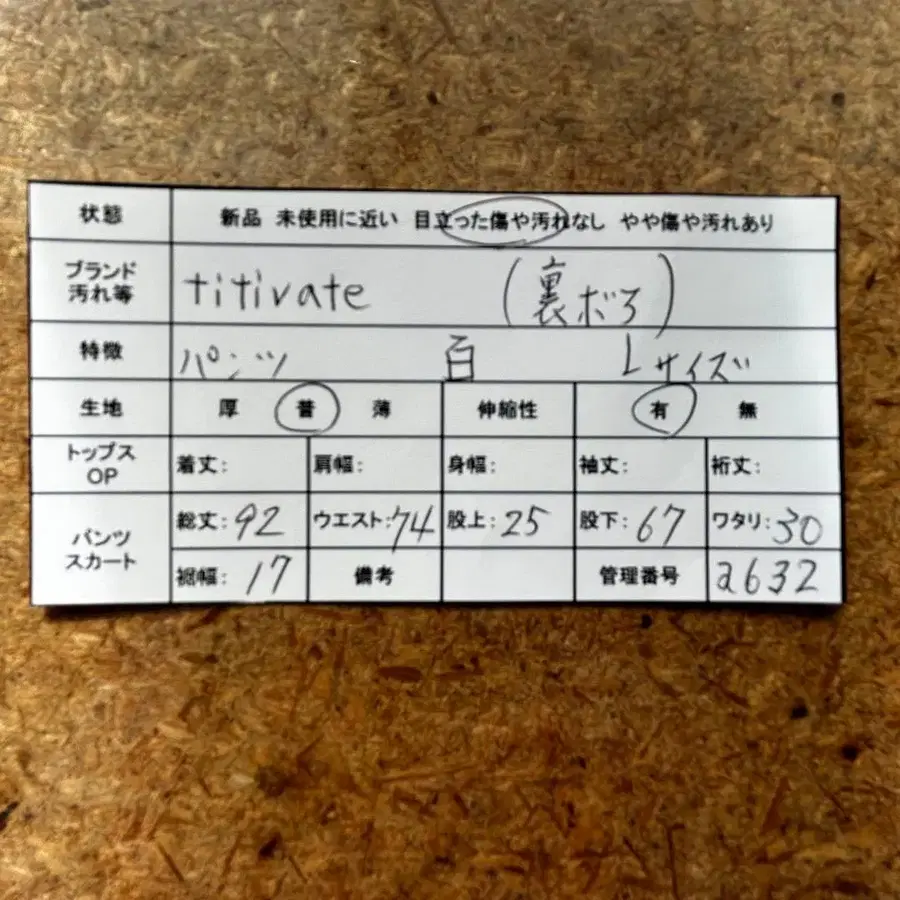 状態 新品 未使用に近い 目立った傷や汚れなし やや傷や汚れあり
ブランド
汚れ等 titivate (裏ボろ)
特徴 パンツ 白 Lサイズ
生地 厚 普 薄 伸縮性 有 無
トップス
OP 着丈: 肩幅: 身幅: 袖丈: 裄丈:
パンツ
スカート 総丈:92 ウエスト:74 股上:25 股下:67 ワタリ:30
裾幅:17 備考 管理番号 a632